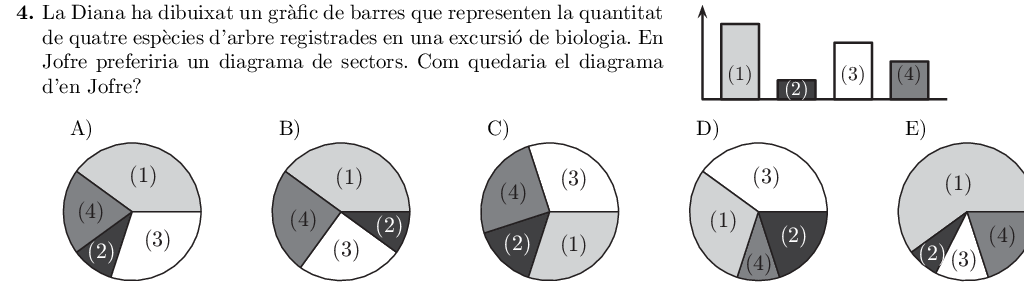 4. La Diana ha dibuixat un gràfic de barres que representen la quantitat
de quatre espècies d'arbre registrades en una excursió de biologia. En
Jofre preferiria un diagrama de sectors. Com quedaria el diagrama
d'en Jofre?
(1) (2) (3) (4)
A) B) C) D) E)
(1) (4) (2) (3)
(1) (4) (2) (3)
(3) (4) (2) (1)
(3) (1) (2) (4)
(1) (4) (2) (3)